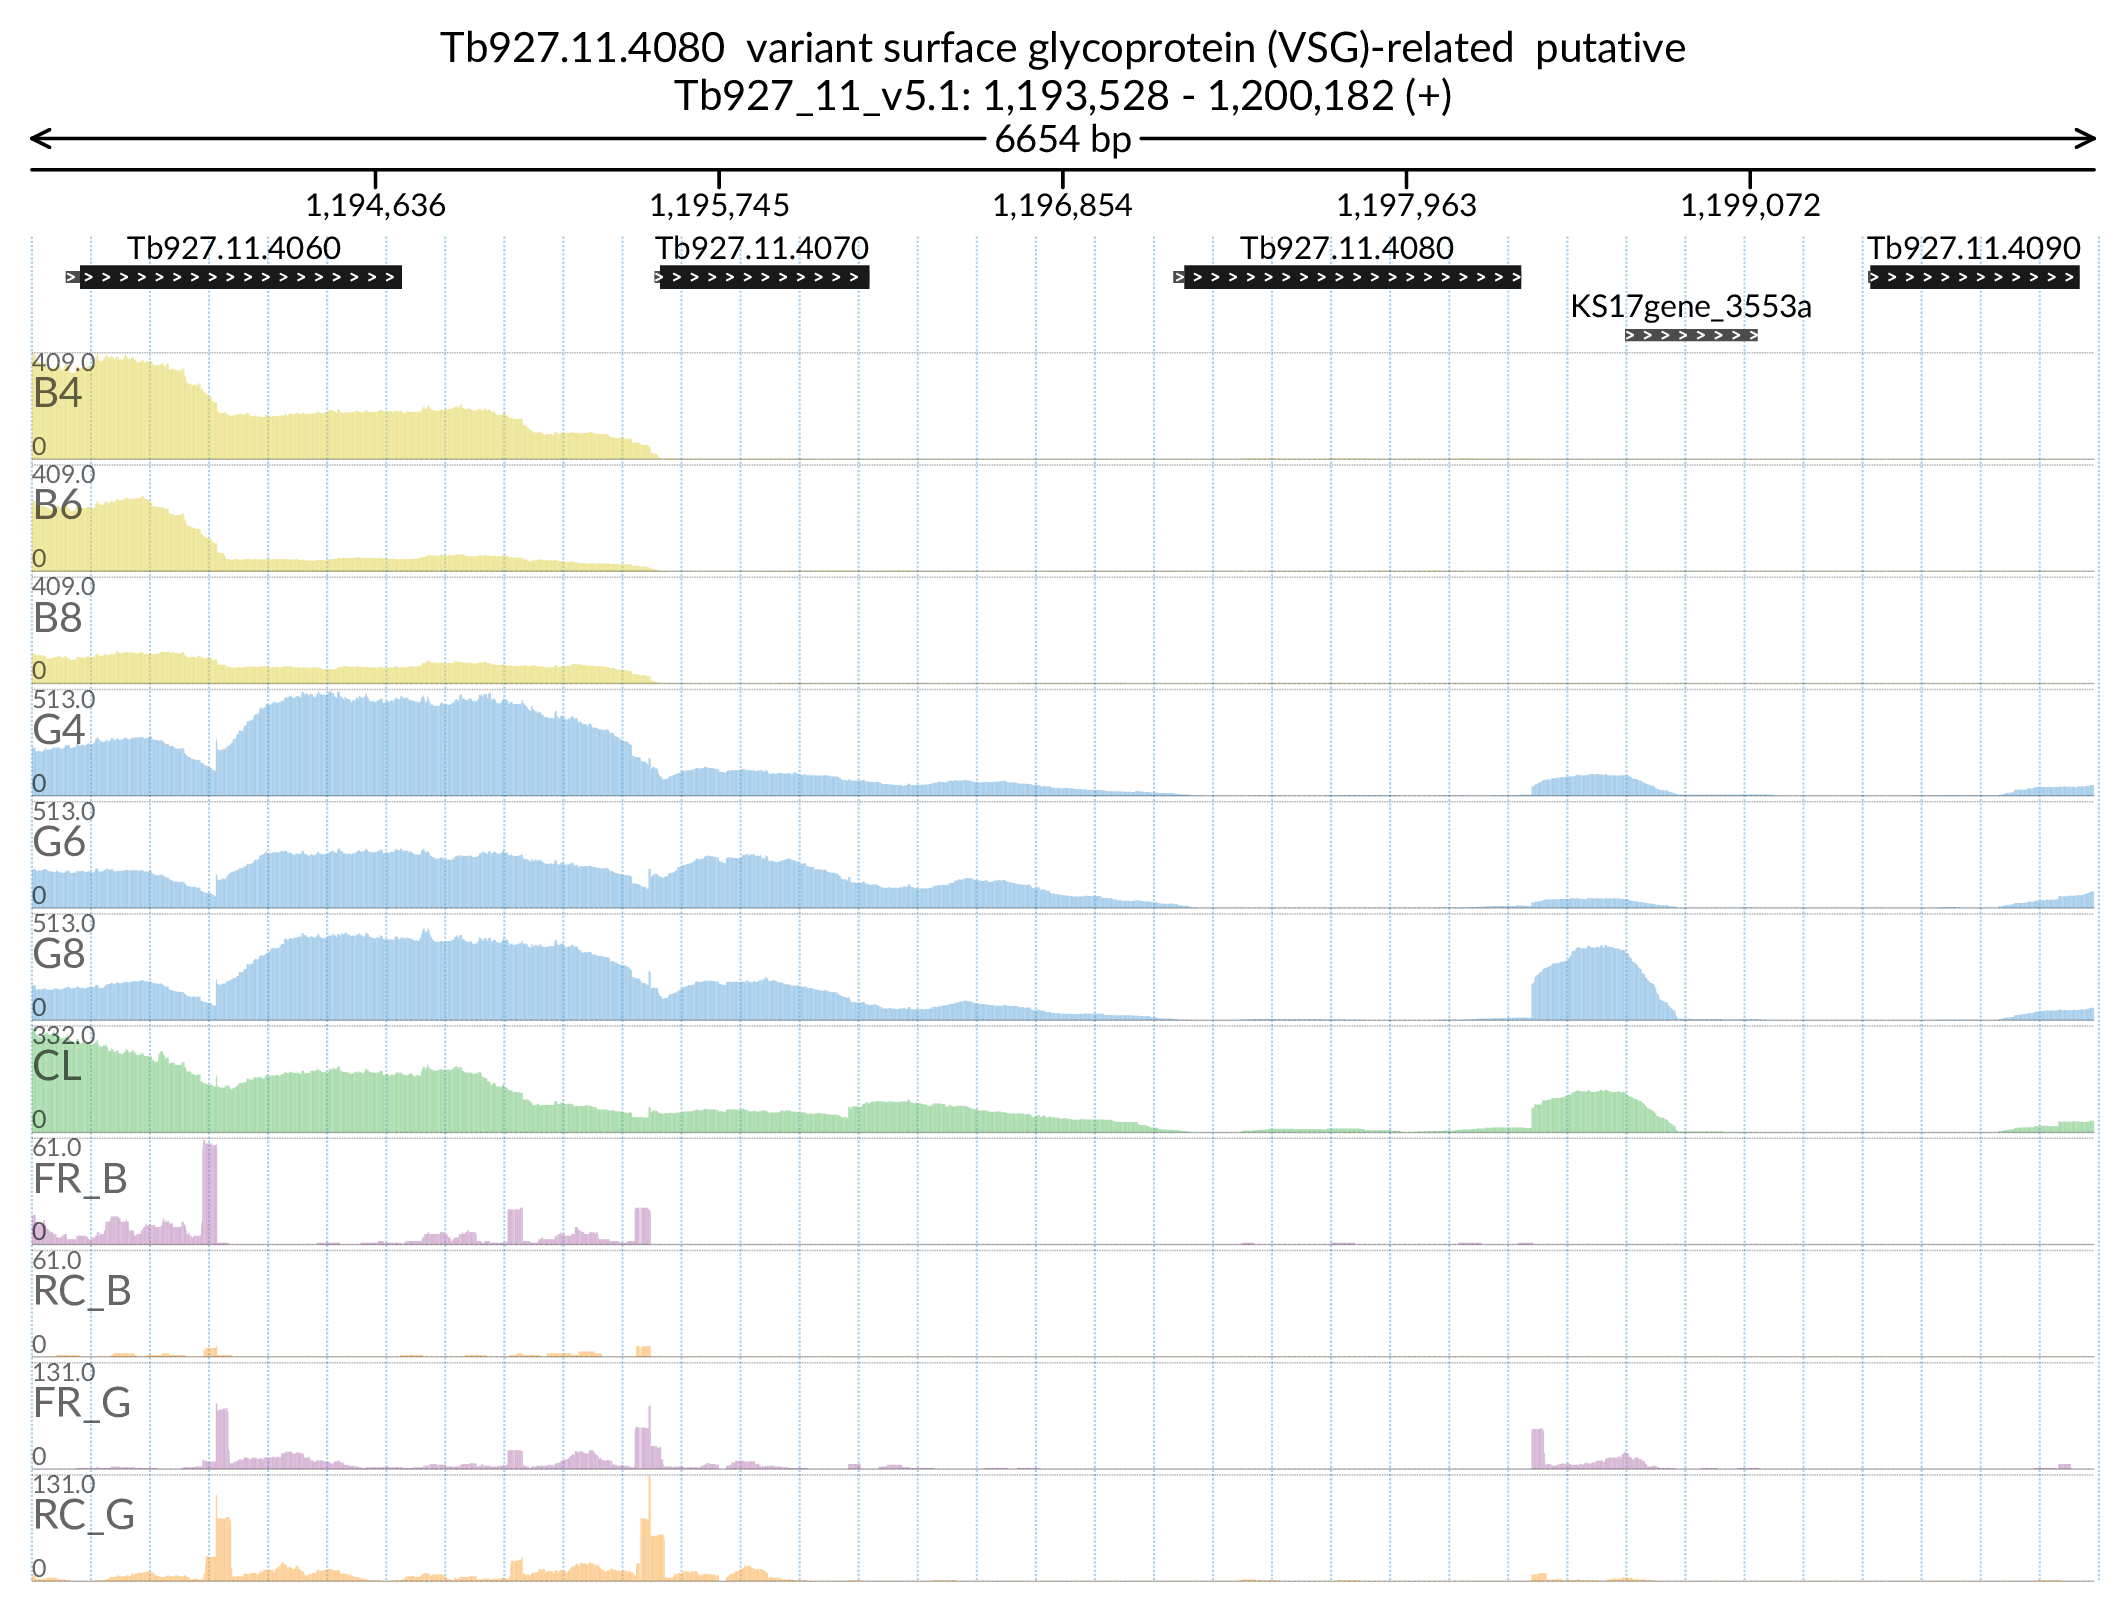 Tb927.11.4080  variant surface glycoprotein (VSG)-related  putative
Tb927_11_v5.1: 1,193,528 - 1,200,182 (+)
6654 bp
1,194,636 1,195,745 1,196,854 1,197,963 1,199,072
Tb927.11.4060 Tb927.11.4070 Tb927.11.4080 Tb927.11.4090
KS17gene_3553a
409.0
B4
0
409.0
B6
0
409.0
B8
0
513.0
G4
0
513.0
G6
0
513.0
G8
0
332.0
CL
0
61.0
FR_B
0
61.0
RC_B
0
131.0
FR_G
0
131.0
RC_G
0